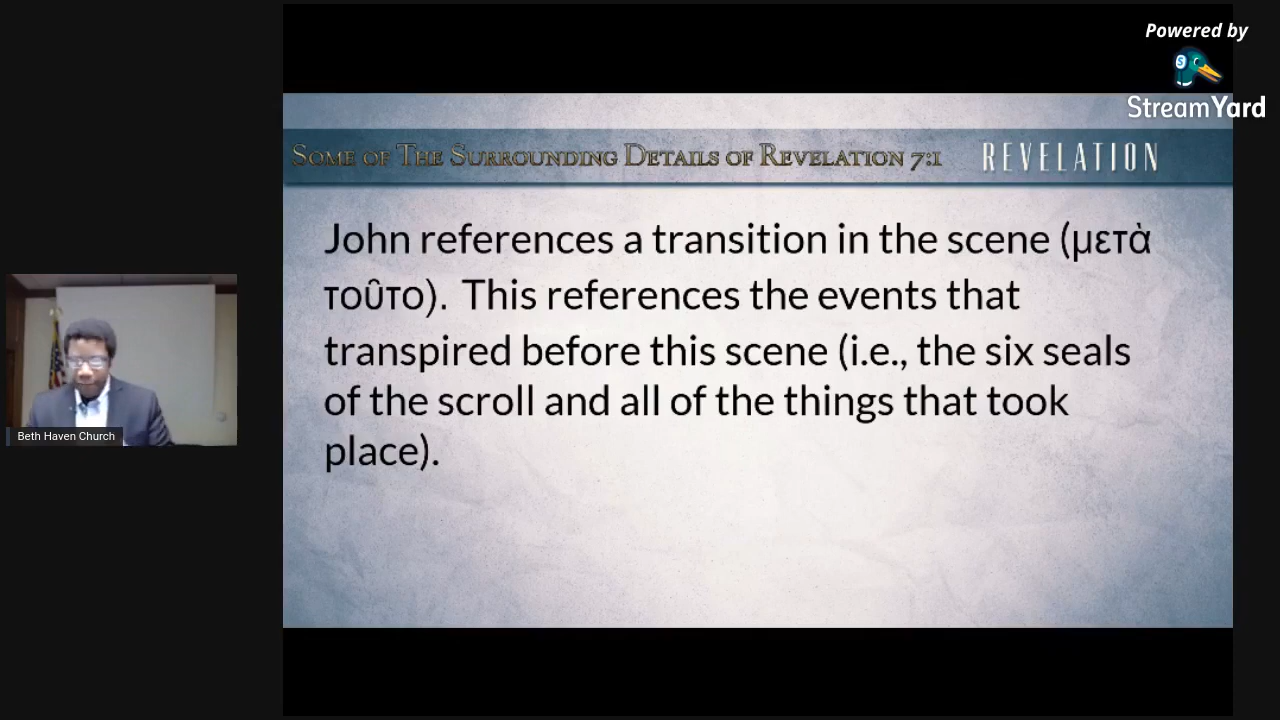 Powered by
StreamYard
Some of The Surrounding Details of Revelation 7:1
REVELATION
John references a transition in the scene (μετὰ
τοῦτο). This references the events that
transpired before this scene (i.e., the six seals
of the scroll and all of the things that took
place).
Beth Haven Church